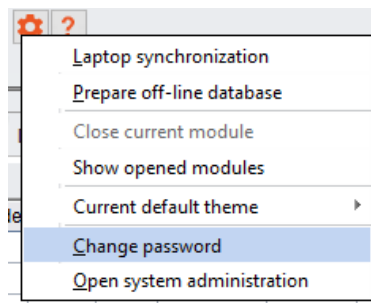 ?
Laptop synchronization
Prepare off-line database
Close current module
Show opened modules
Current default theme
Change password
Open system administration